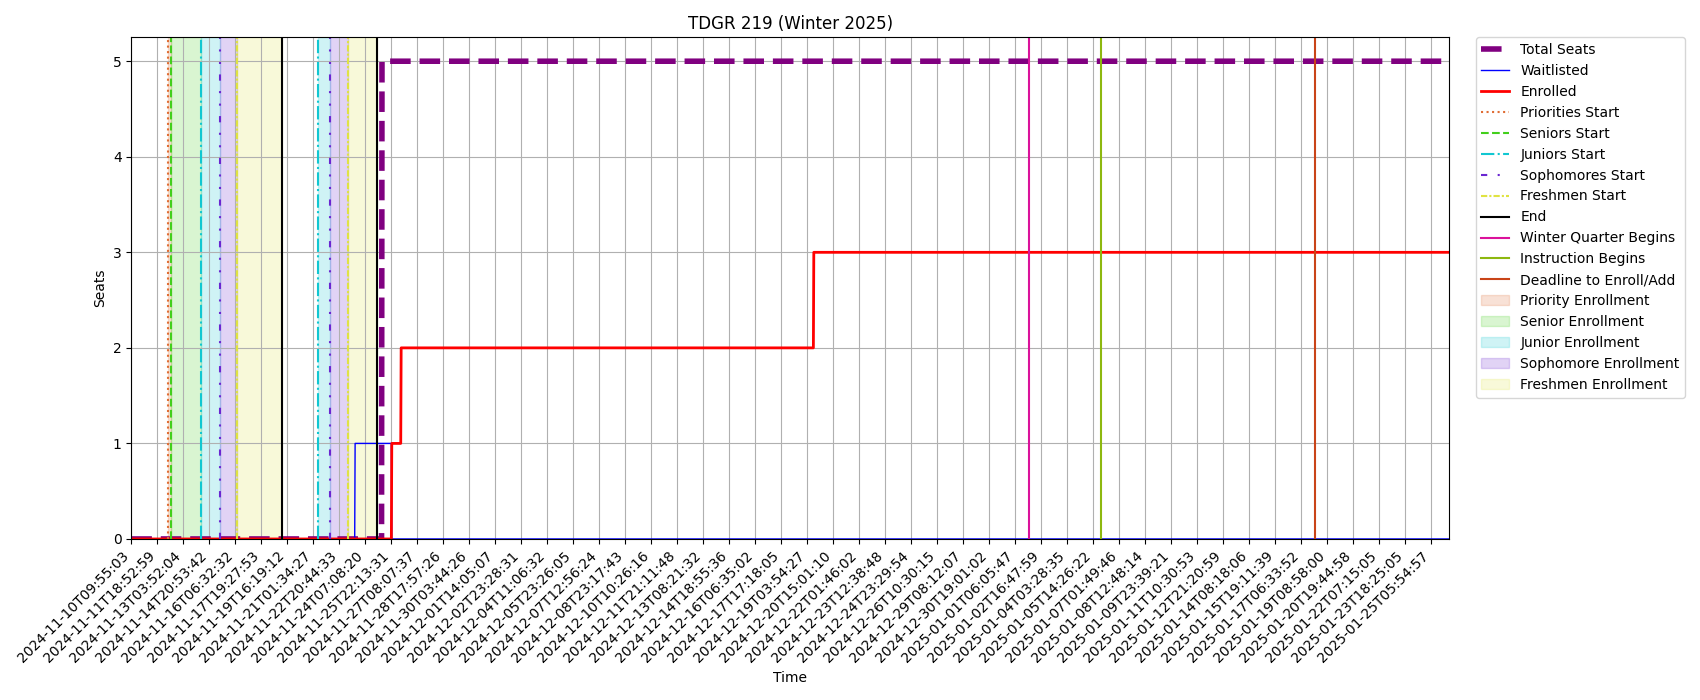 TDGR 219 (Winter 2025)
Seats
5
4
3
2
1
0
2024-11-10T09:55:03
2024-11-11T18:52:59
2024-11-13T03:52:04
2024-11-14T20:53:42
2024-11-16T06:32:32
2024-11-17T19:27:53
2024-11-19T16:19:12
2024-11-21T01:34:27
2024-11-22T20:44:33
2024-11-24T07:08:20
2024-11-25T22:13:31
2024-11-27T08:07:37
2024-11-28T17:57:26
2024-11-30T03:44:26
2024-12-01T14:05:07
2024-12-02T23:28:31
2024-12-04T11:06:32
2024-12-05T23:26:05
2024-12-07T12:56:24
2024-12-08T23:17:43
2024-12-10T10:26:16
2024-12-11T21:11:48
2024-12-13T08:21:32
2024-12-14T18:55:36
2024-12-16T06:35:02
2024-12-17T17:18:05
2024-12-19T03:54:27
2024-12-20T15:01:10
2024-12-22T01:46:02
2024-12-23T12:38:48
2024-12-24T23:29:54
2024-12-26T10:30:15
2024-12-29T08:12:07
2024-12-30T19:01:02
2025-01-01T06:05:47
2025-01-02T16:47:59
2025-01-04T03:28:35
2025-01-05T14:26:22
2025-01-07T01:49:46
2025-01-08T12:48:14
2025-01-09T23:39:21
2025-01-11T10:30:53
2025-01-12T21:20:59
2025-01-14T08:18:06
2025-01-15T19:11:39
2025-01-17T06:33:52
2025-01-19T08:58:00
2025-01-20T19:44:58
2025-01-22T07:15:05
2025-01-23T18:25:05
2025-01-25T05:54:57
Time
Total Seats
Waitlisted
Enrolled
Priorities Start
Seniors Start
Juniors Start
Sophomores Start
Freshmen Start
End
Winter Quarter Begins
Instruction Begins
Deadline to Enroll/Add
Priority Enrollment
Senior Enrollment
Junior Enrollment
Sophomore Enrollment
Freshmen Enrollment